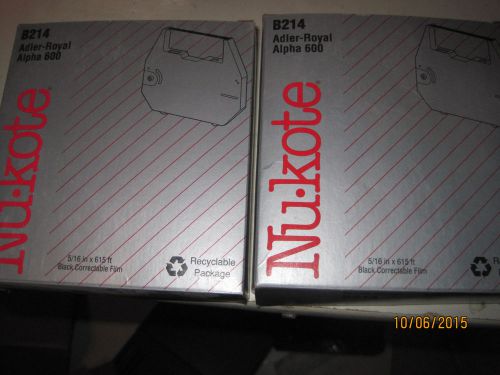 B214
Adler-Royal
Alpha 600
Nu·kote
5/16 in x 615 ft
Black Correctable Film
Recyclable
Package
B214
Adler-Royal
Alpha 600
Nu·kote
5/16 in x 615 ft
Black Correctable Film
10/06/2015